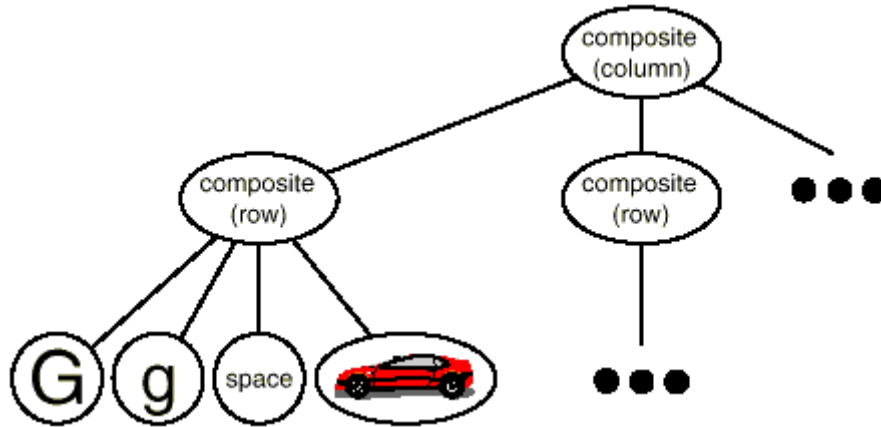 composite
(column)
composite
(row)
composite
(row)
G
g
space